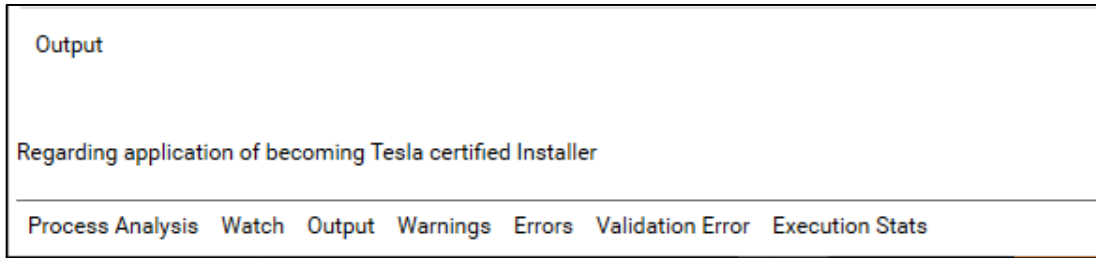 Output
Regarding application of becoming Tesla certified Installer
Process Analysis Watch Output Warnings Errors Validation Error Execution Stats